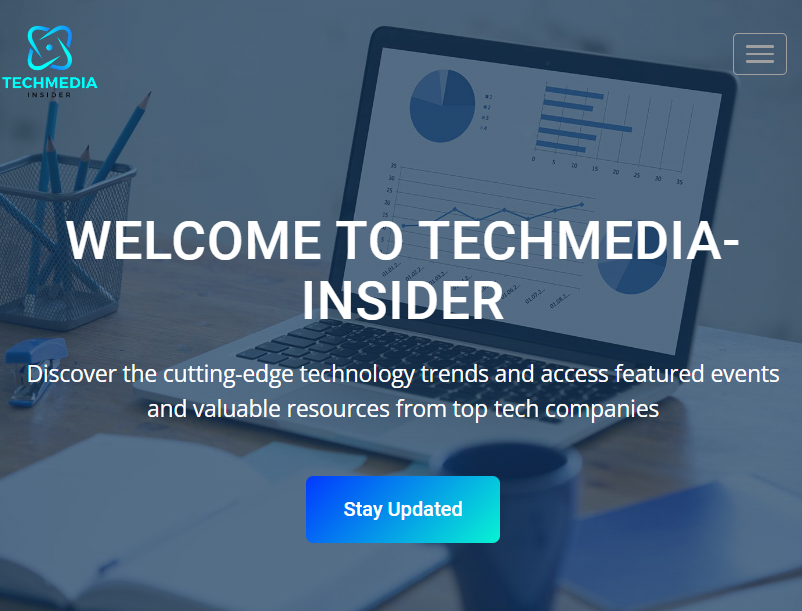 TECHMEDIA
INSIDER
WELCOME TO TECHMEDIA-
INSIDER
Discover the cutting-edge technology trends and access featured events
and valuable resources from top tech companies
Stay Updated